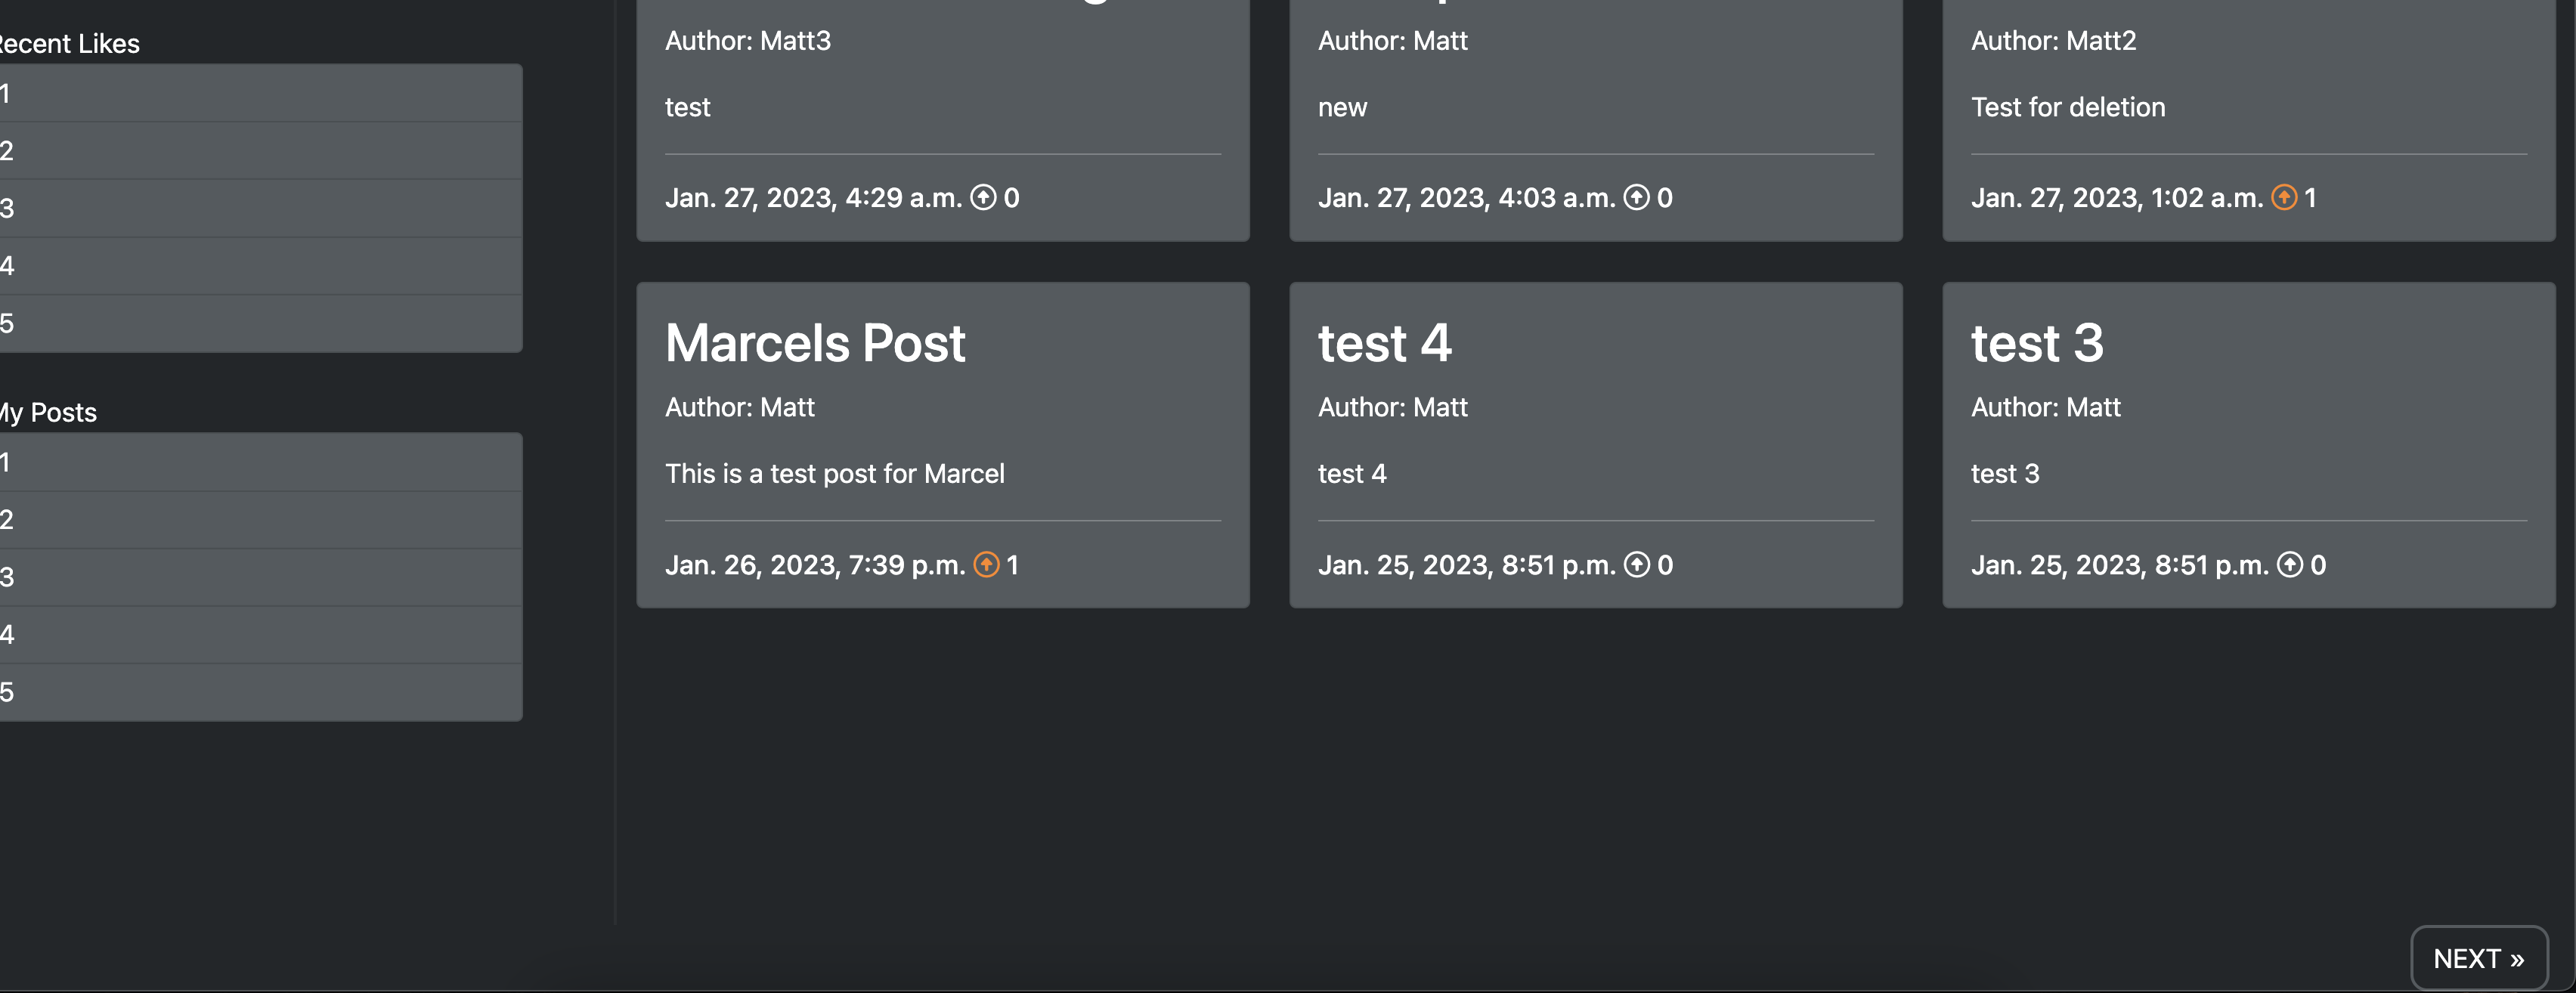 Recent Likes
1
2
3
4
5
My Posts
1
2
3
4
5
Author: Matt3
test
Jan. 27, 2023, 4:29 a.m. 0
Author: Matt
new
Jan. 27, 2023, 4:03 a.m. 0
Author: Matt2
Test for deletion
Jan. 27, 2023, 1:02 a.m. 1
Marcels Post
Author: Matt
This is a test post for Marcel
Jan. 26, 2023, 7:39 p.m. 1
test 4
Author: Matt
test 4
Jan. 25, 2023, 8:51 p.m. 0
test 3
Author: Matt
test 3
Jan. 25, 2023, 8:51 p.m. 0
NEXT »